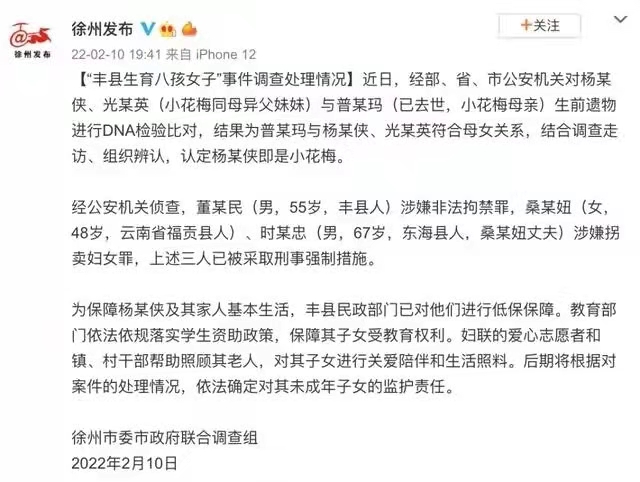 徐州发布
22-02-10 19:41 来自 iPhone 12
+关注
徐州发布
【“丰县生育八孩女子”事件调查处理情况】近日，经部、省、市公安机关对杨某
侠、光某英（小花梅同母异父妹妹）与普某玛（已去世，小花梅母亲）生前遗物
进行DNA检验比对，结果为普某玛与杨某侠、光某英符合母女关系，结合调查走
访、组织辨认，认定杨某侠即是小花梅。
经公安机关侦查，董某民（男，55岁，丰县人）涉嫌非法拘禁罪，桑某妞（女，
48岁，云南省福贡县人）、时某忠（男，67岁，东海县人，桑某妞丈夫）涉嫌拐
卖妇女罪，上述三人已被采取刑事强制措施。
为保障杨某侠及其家人基本生活，丰县民政部门已对他们进行低保保障。教育部
门依法依规落实学生资助政策，保障其子女受教育权利。妇联的爱心志愿者和
镇、村干部帮助照顾其老人，对其子女进行关爱陪伴和生活照料。后期将根据对
案件的处理情况，依法确定对其未成年子女的监护责任。
徐州市委市政府联合调查组
2022年2月10日